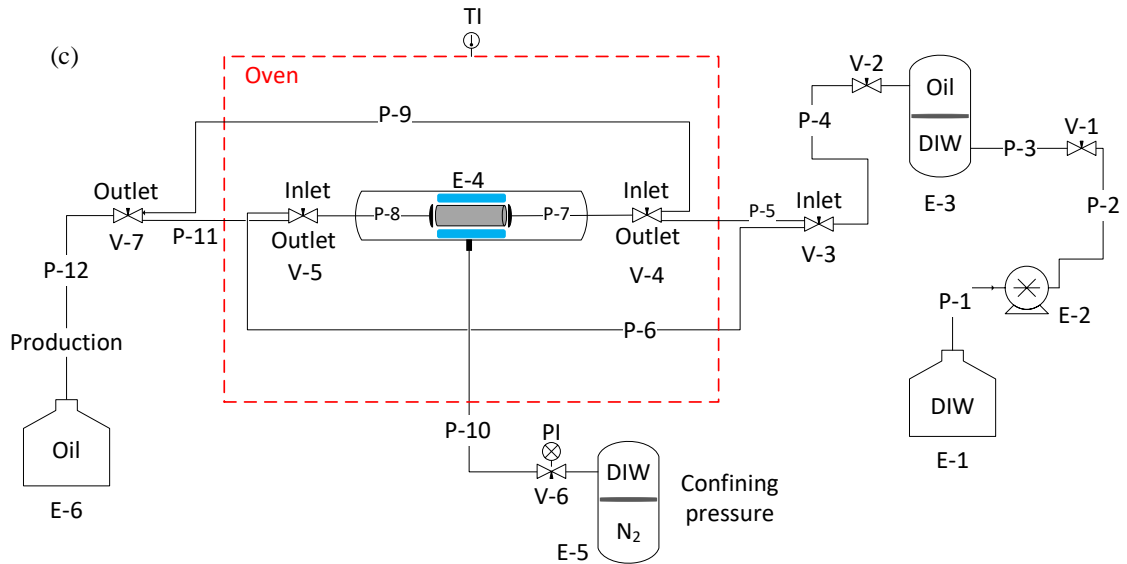 (c)
TI
Oven
V-2
Oil
DIW
E-3
P-4
P-3
V-1
P-2
P-9
Outlet
V-7
P-11
P-12
Inlet
Outlet
V-5
P-8
E-4
P-7
Inlet
Outlet
V-4
P-5
Inlet
V-3
P-6
P-1
E-2
DIW
E-1
Production
Oil
E-6
P-10
PI
V-6
DIW
N₂
E-5
Confining
pressure